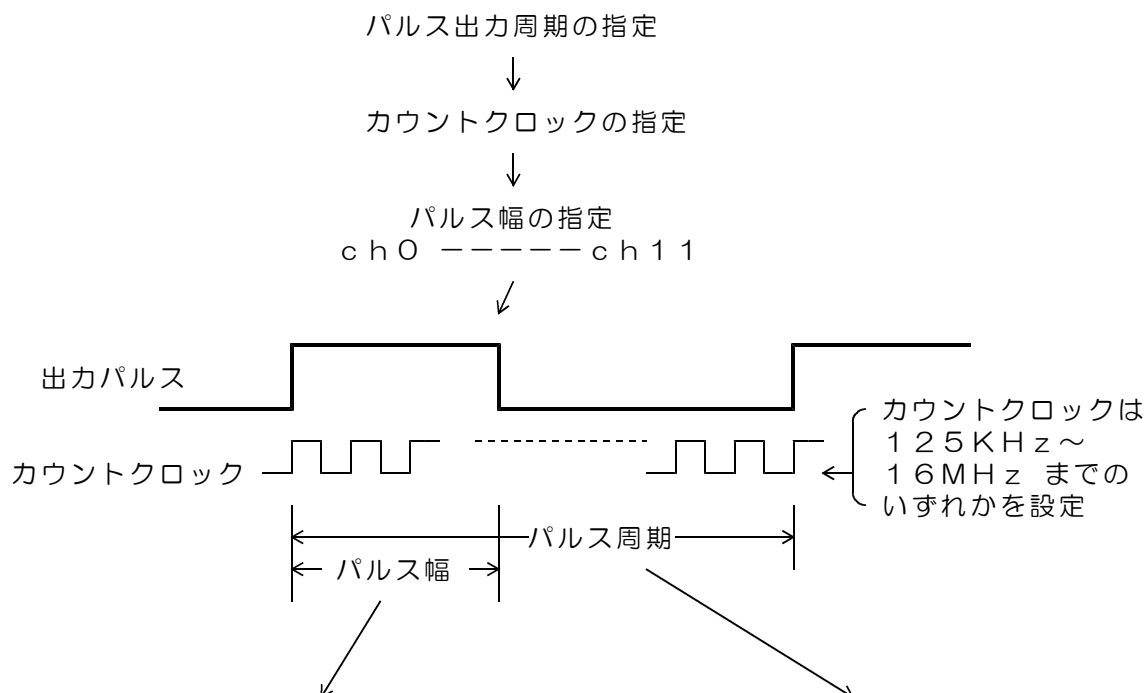 パルス出力周期の指定
カウントクロックの指定
パルス幅の指定
ｃｈ０ －－－－－ｃｈ１１
出力パルス
カウントクロックは
１２５ＫＨｚ～
１６ＭＨｚ までの
いずれかを設定
カウントクロック
パルス周期
パルス幅